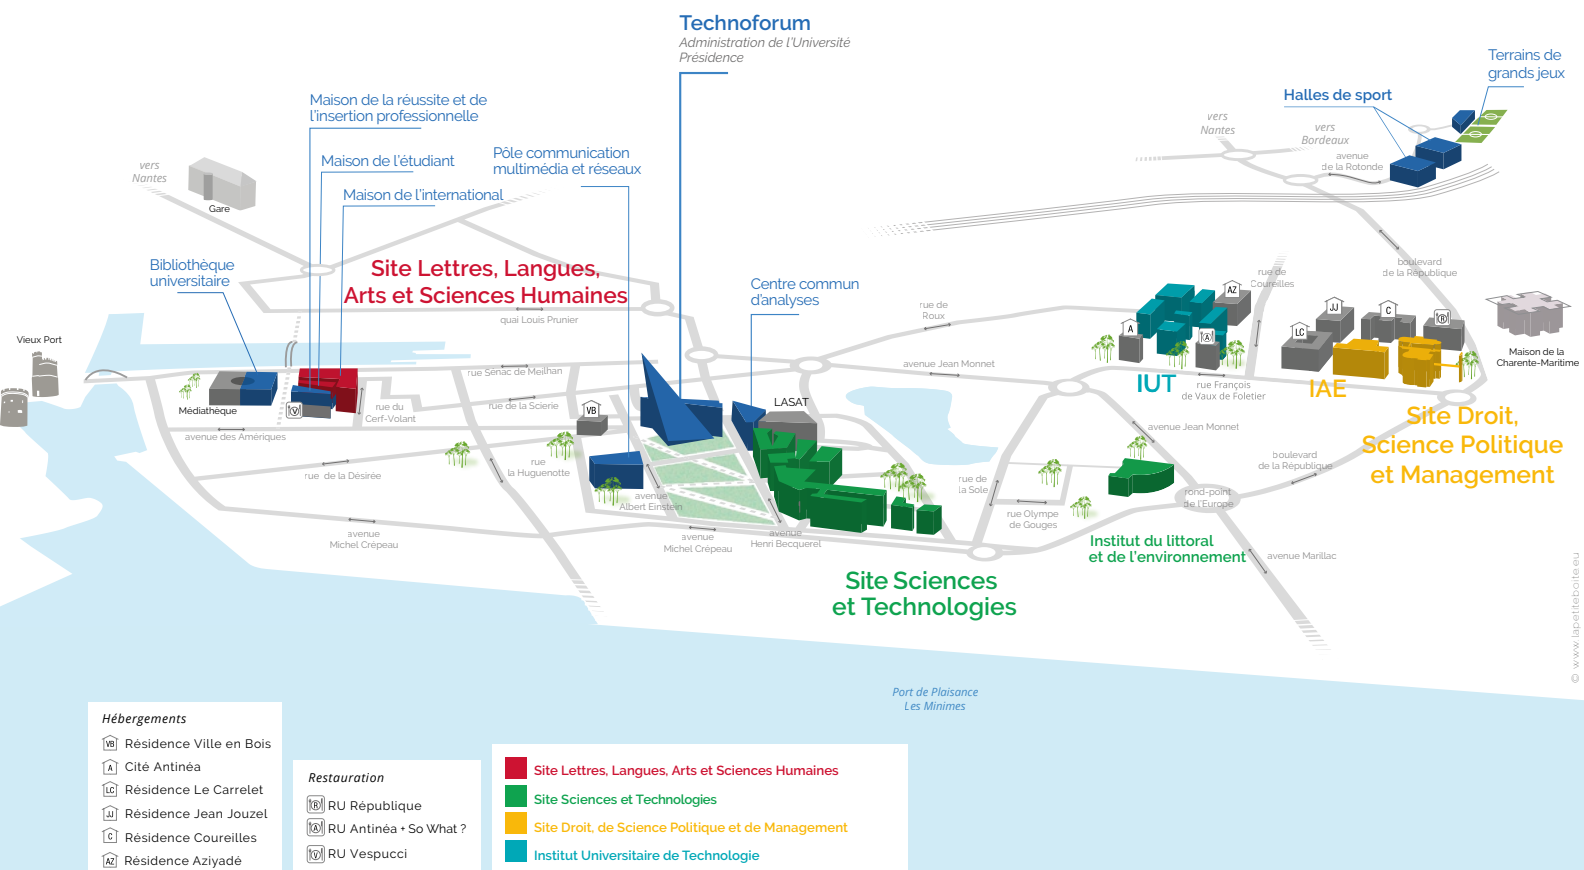 Technoforum
Administration de l'Université
Présidence
Terrains de
grands jeux
Halles de sport
Maison de la réussite et de
l'insertion professionnelle
vers
Nantes
vers
Bordeaux
avenue
de la Rotonde
Maison de l'étudiant
Pôle communication
multimédia et réseaux
vers
Nantes
Gare
Maison de l'international
Bibliothèque
universitaire
Site Lettres, Langues,
Arts et Sciences Humaines
quai Louis Prunier
Centre commun
d'analyses
rue de
Roux
rue de
Coureilles
boulevard
de la République
AZ
A
A
JJ
LC
C
R
Maison de la
Charente-Maritime
Vieux Port
Médiathèque
V
rue Sénac de Meilhan
rue de la Scierie
rue du
Cerf-Volant
avenue des Amériques
rue de la Désirée
VB
LASAT
avenue Jean Monnet
IUT
rue François
de Vaux de Foletier
IAE
Site Droit,
Science Politique
et Management
avenue Jean Monnet
boulevard
de la République
rue
la Huguenotte
avenue
Albert Einstein
avenue
Michel Crépeau
avenue
Michel Crépeau
avenue
Henri Becquerel
rue de
la Sole
rue Olympe
de Gouges
rond-point
de l'Europe
Institut du littoral
et de l'environnement
avenue Marillac
Site Sciences
et Technologies
© www.lapetiteboite.eu
Port de Plaisance
Les Minimes
Hébergements
VB Résidence Ville en Bois
A Cité Antinéa
LC Résidence Le Carrelet
JJ Résidence Jean Jouzel
C Résidence Coureilles
AZ Résidence Aziyadé
Restauration
R RU République
A RU Antinéa + So What ?
V RU Vespucci
Site Lettres, Langues, Arts et Sciences Humaines
Site Sciences et Technologies
Site Droit, de Science Politique et de Management
Institut Universitaire de Technologie